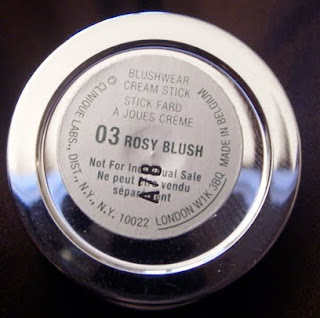 BLUSHWEAR
CREAM STICK
STICK FARD
À JOUES CRÈME
03 ROSY BLUSH
Not For Individual Sale
Ne peut être vendu
séparément
A78
© CLINIQUE LABS., DIST., N.Y., N.Y. 10022 LONDON W1K 3BQ MADE IN BELGIUM